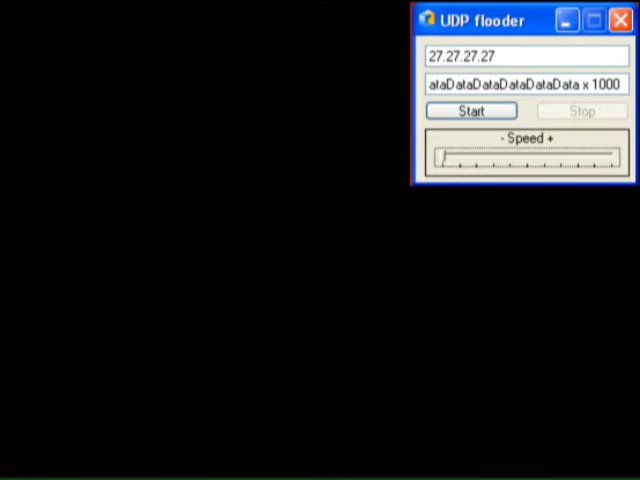 UDP flooder
27.27.27.27
ataDataDataDataDataData x 1000
Start
Stop
- Speed +